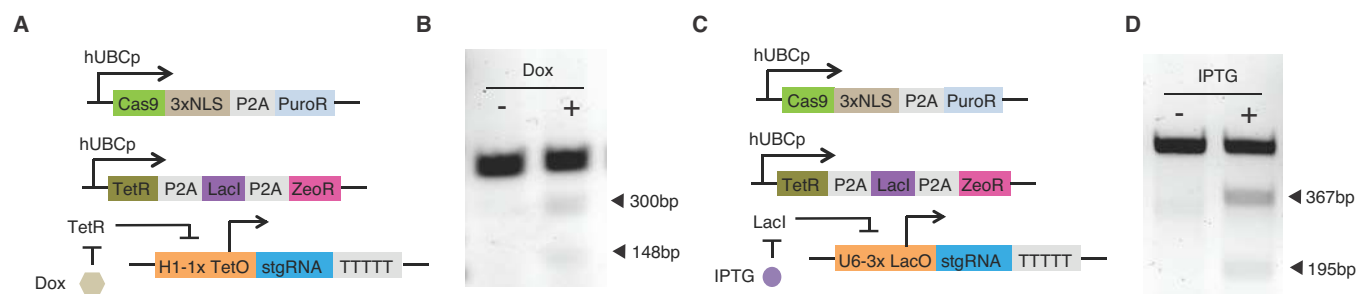 A
hUBCp
Cas9 3xNLS P2A PuroR
hUBCp
TetR P2A LacI P2A ZeoR
TetR
H1-1x TetO stgRNA TTTTT
Dox
B
Dox
- +
300bp
148bp
C
hUBCp
Cas9 3xNLS P2A PuroR
hUBCp
TetR P2A LacI P2A ZeoR
LacI
U6-3x LacO stgRNA TTTTT
IPTG
D
IPTG
- +
367bp
195bp